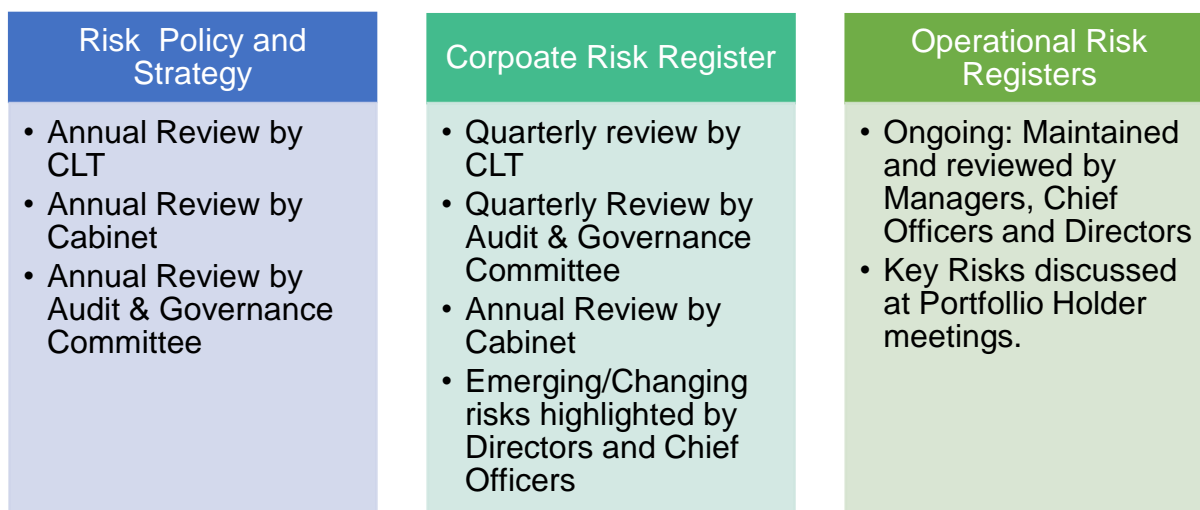 Risk  Policy and
Strategy
• Annual Review by
CLT
• Annual Review by
Cabinet
• Annual Review by
Audit & Governance
Committee
Corpoate Risk Register
• Quarterly review by
CLT
• Quarterly Review by
Audit & Governance
Committee
• Annual Review by
Cabinet
• Emerging/Changing
risks highlighted by
Directors and Chief
Officers
Operational Risk
Registers
• Ongoing: Maintained
and reviewed by
Managers, Chief
Officers and Directors
• Key Risks discussed
at Portfollio Holder
meetings.